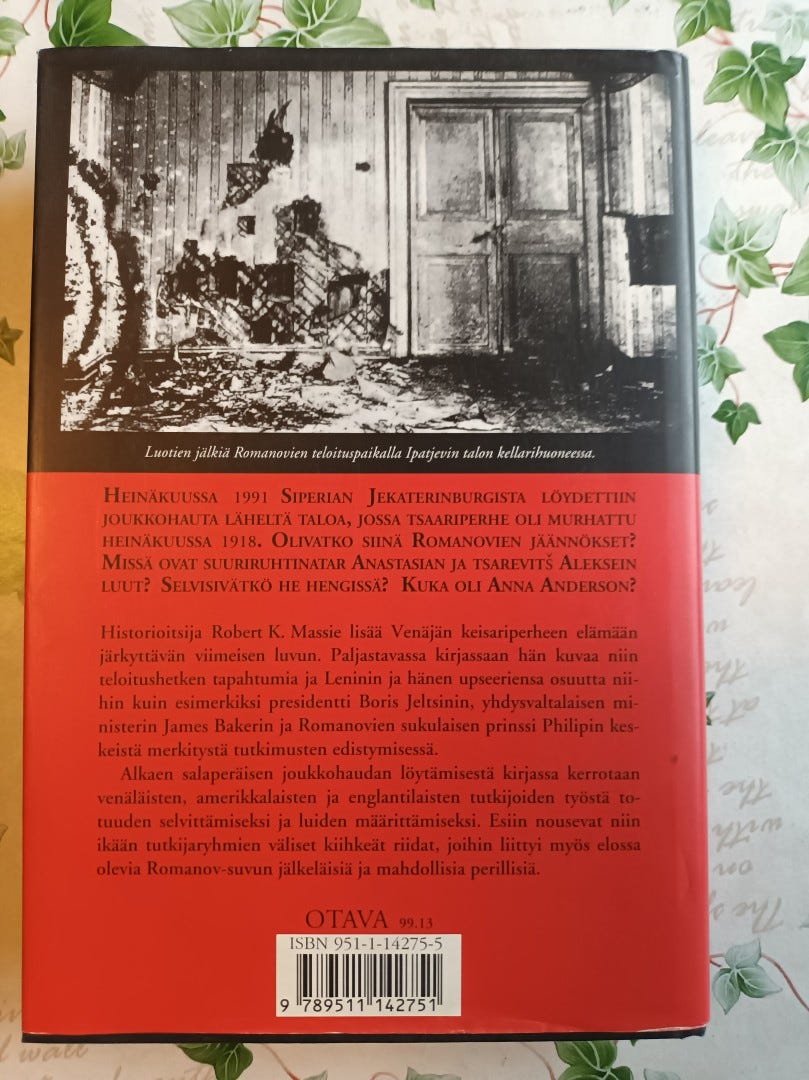 Luotien jälkiä Romanovien teloituspaikalla Ipatjevin talon kellarihuoneessa.
HEINÄKUUSSA 1991 SIPERIAN JEKATERINBURGISTA LÖYDETTIIN
JOUKKOHAUTA LÄHELTÄ TALOA, JOSSA TSAARIPERHE OLI MURHATTU
HEINÄKUUSSA 1918. OLIVATKO SIINÄ ROMANOVIEN JÄÄNNÖKSET?
MISSÄ OVAT SUURIRUHTINATAR ANASTASIAN JA TSAREVITŠ ALEKSEIN
LUUT? SELVISIVÄTKÖ HE HENGISSÄ? KUKA OLI ANNA ANDERSON?
Historioitsija Robert K. Massie lisää Venäjän keisariperheen elämään
järkyttävän viimeisen luvun. Paljastavassa kirjassaan hän kuvaa niin
teloitushetken tapahtumia ja Leninin ja hänen upseeriensa osuutta nii-
hin kuin esimerkiksi presidentti Boris Jeltsinin, yhdysvaltalaisen mi-
nisterin James Bakerin ja Romanovien sukulaisen prinssi Philipin kes-
keistä merkitystä tutkimusten edistymisessä.
Alkaen salaperäisen joukkohaudan löytämisestä kirjassa kerrotaan
venäläisten, amerikkalaisten ja englantilaisten tutkijoiden työstä to-
tuuden selvittämiseksi ja luiden määrittämiseksi. Esiin nousevat niin
ikään tutkijaryhmien väliset kiihkeät riidat, joihin liittyi myös elossa
olevia Romanov-suvun jälkeläisiä ja mahdollisia perillisiä.
OTAVA 99.13
ISBN 951-1-14275-5
9 789511 142751